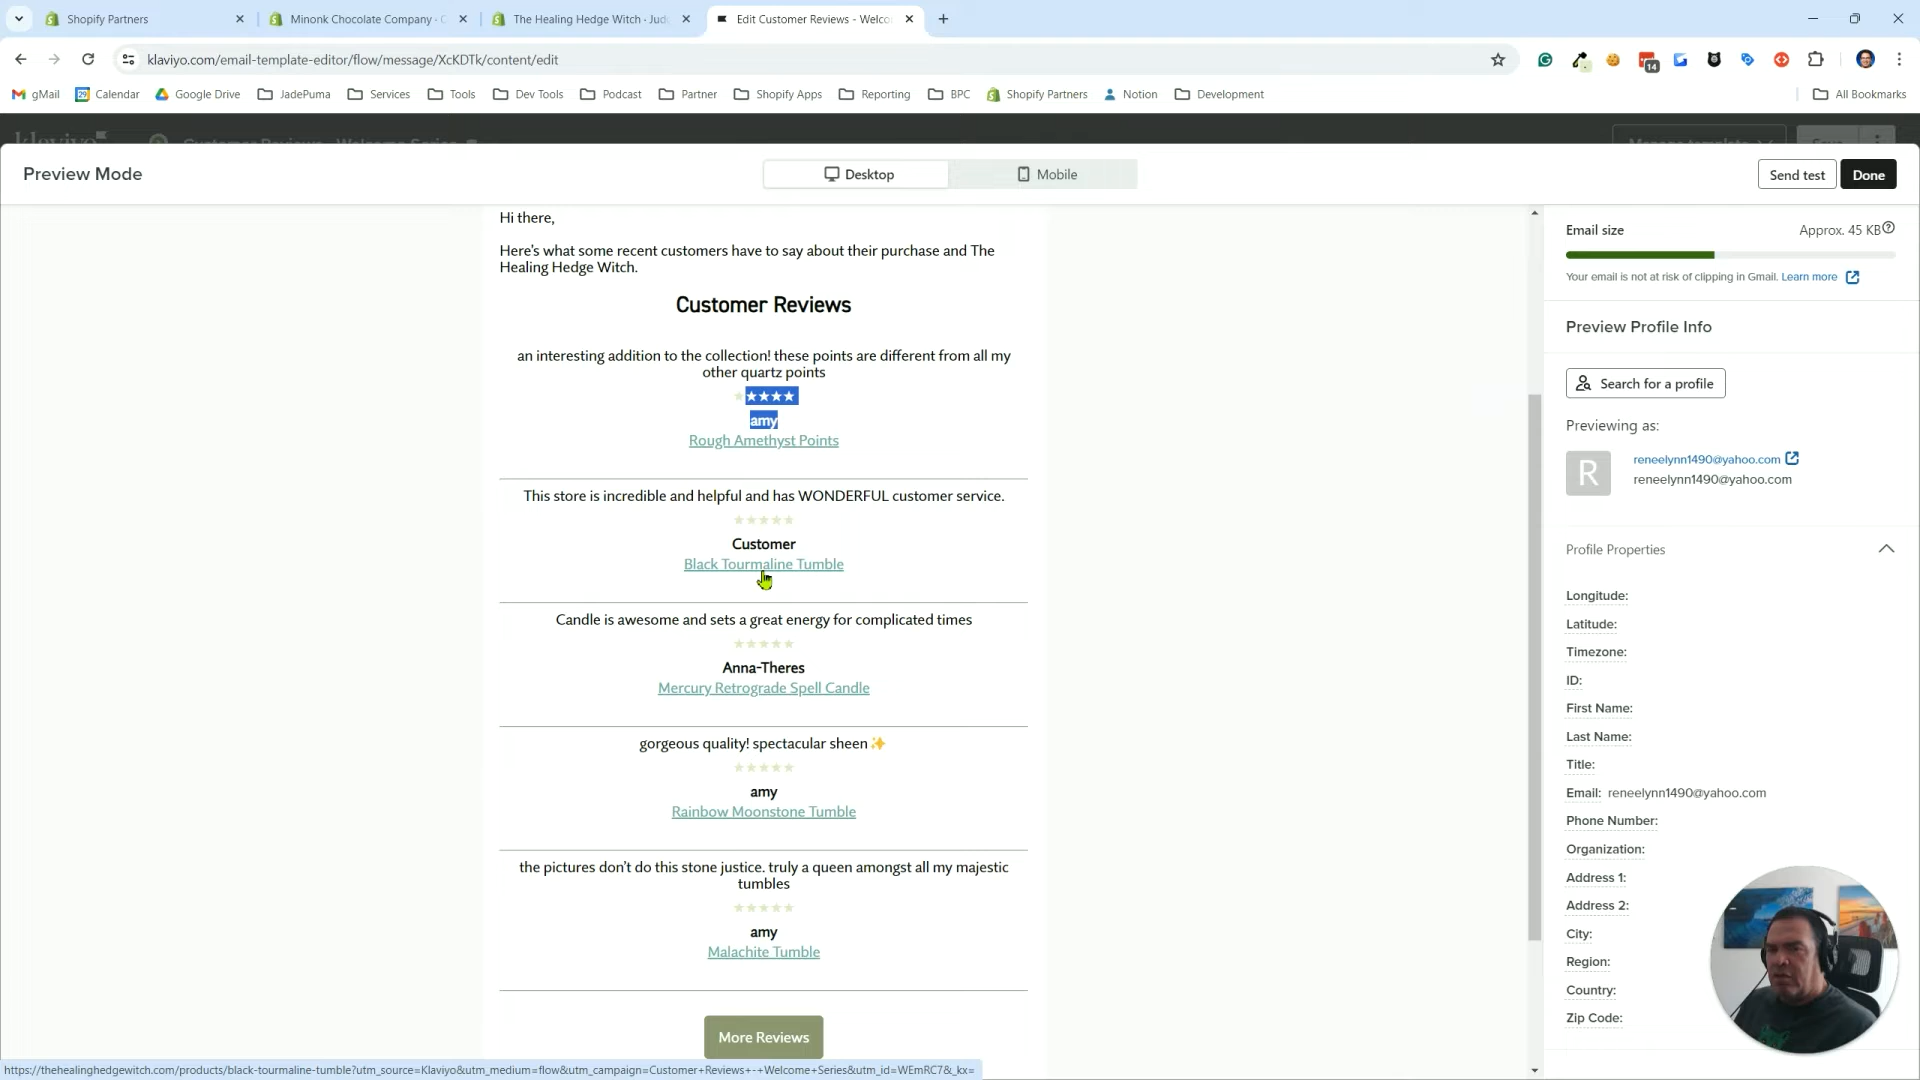 Shopify Partners
Minonk Chocolate Company · C
The Healing Hedge Witch · Jud
Edit Customer Reviews - Welco
klaviyo.com/email-template-editor/flow/message/XcKDTk/content/edit
14
gMail
Calendar
Google Drive
JadePuma
Services
Tools
Dev Tools
Podcast
Partner
Shopify Apps
Reporting
BPC
Shopify Partners
Notion
Development
All Bookmarks
klaviyo
Customer Reviews - Welcome Series
Manage template
Save
Preview Mode
Desktop
Mobile
Send test
Done
Hi there,
Here's what some recent customers have to say about their purchase and The
Healing Hedge Witch.
Customer Reviews
an interesting addition to the collection! these points are different from all my
other quartz points
★★★★★
amy
Rough Amethyst Points
This store is incredible and helpful and has WONDERFUL customer service.
★★★★★
Customer
Black Tourmaline Tumble
Candle is awesome and sets a great energy for complicated times
★★★★★
Anna-Theres
Mercury Retrograde Spell Candle
gorgeous quality! spectacular sheen✨
★★★★★
amy
Rainbow Moonstone Tumble
the pictures don't do this stone justice. truly a queen amongst all my majestic
tumbles
★★★★★
amy
Malachite Tumble
More Reviews
Email size
Approx. 45 KB
Your email is not at risk of clipping in Gmail. Learn more
Preview Profile Info
Search for a profile
Previewing as:
R
reneelynn1490@yahoo.com
reneelynn1490@yahoo.com
Profile Properties
Longitude:
Latitude:
Timezone:
ID:
First Name:
Last Name:
Title:
Email: reneelynn1490@yahoo.com
Phone Number:
Organization:
Address 1:
Address 2:
City:
Region:
Country:
Zip Code:
https://thehealinghedgewitch.com/products/black-tourmaline-tumble?utm_source=Klaviyo&utm_medium=flow&utm_campaign=Customer+Reviews+-+Welcome+Series&utm_id=WEmRC7&_kx=